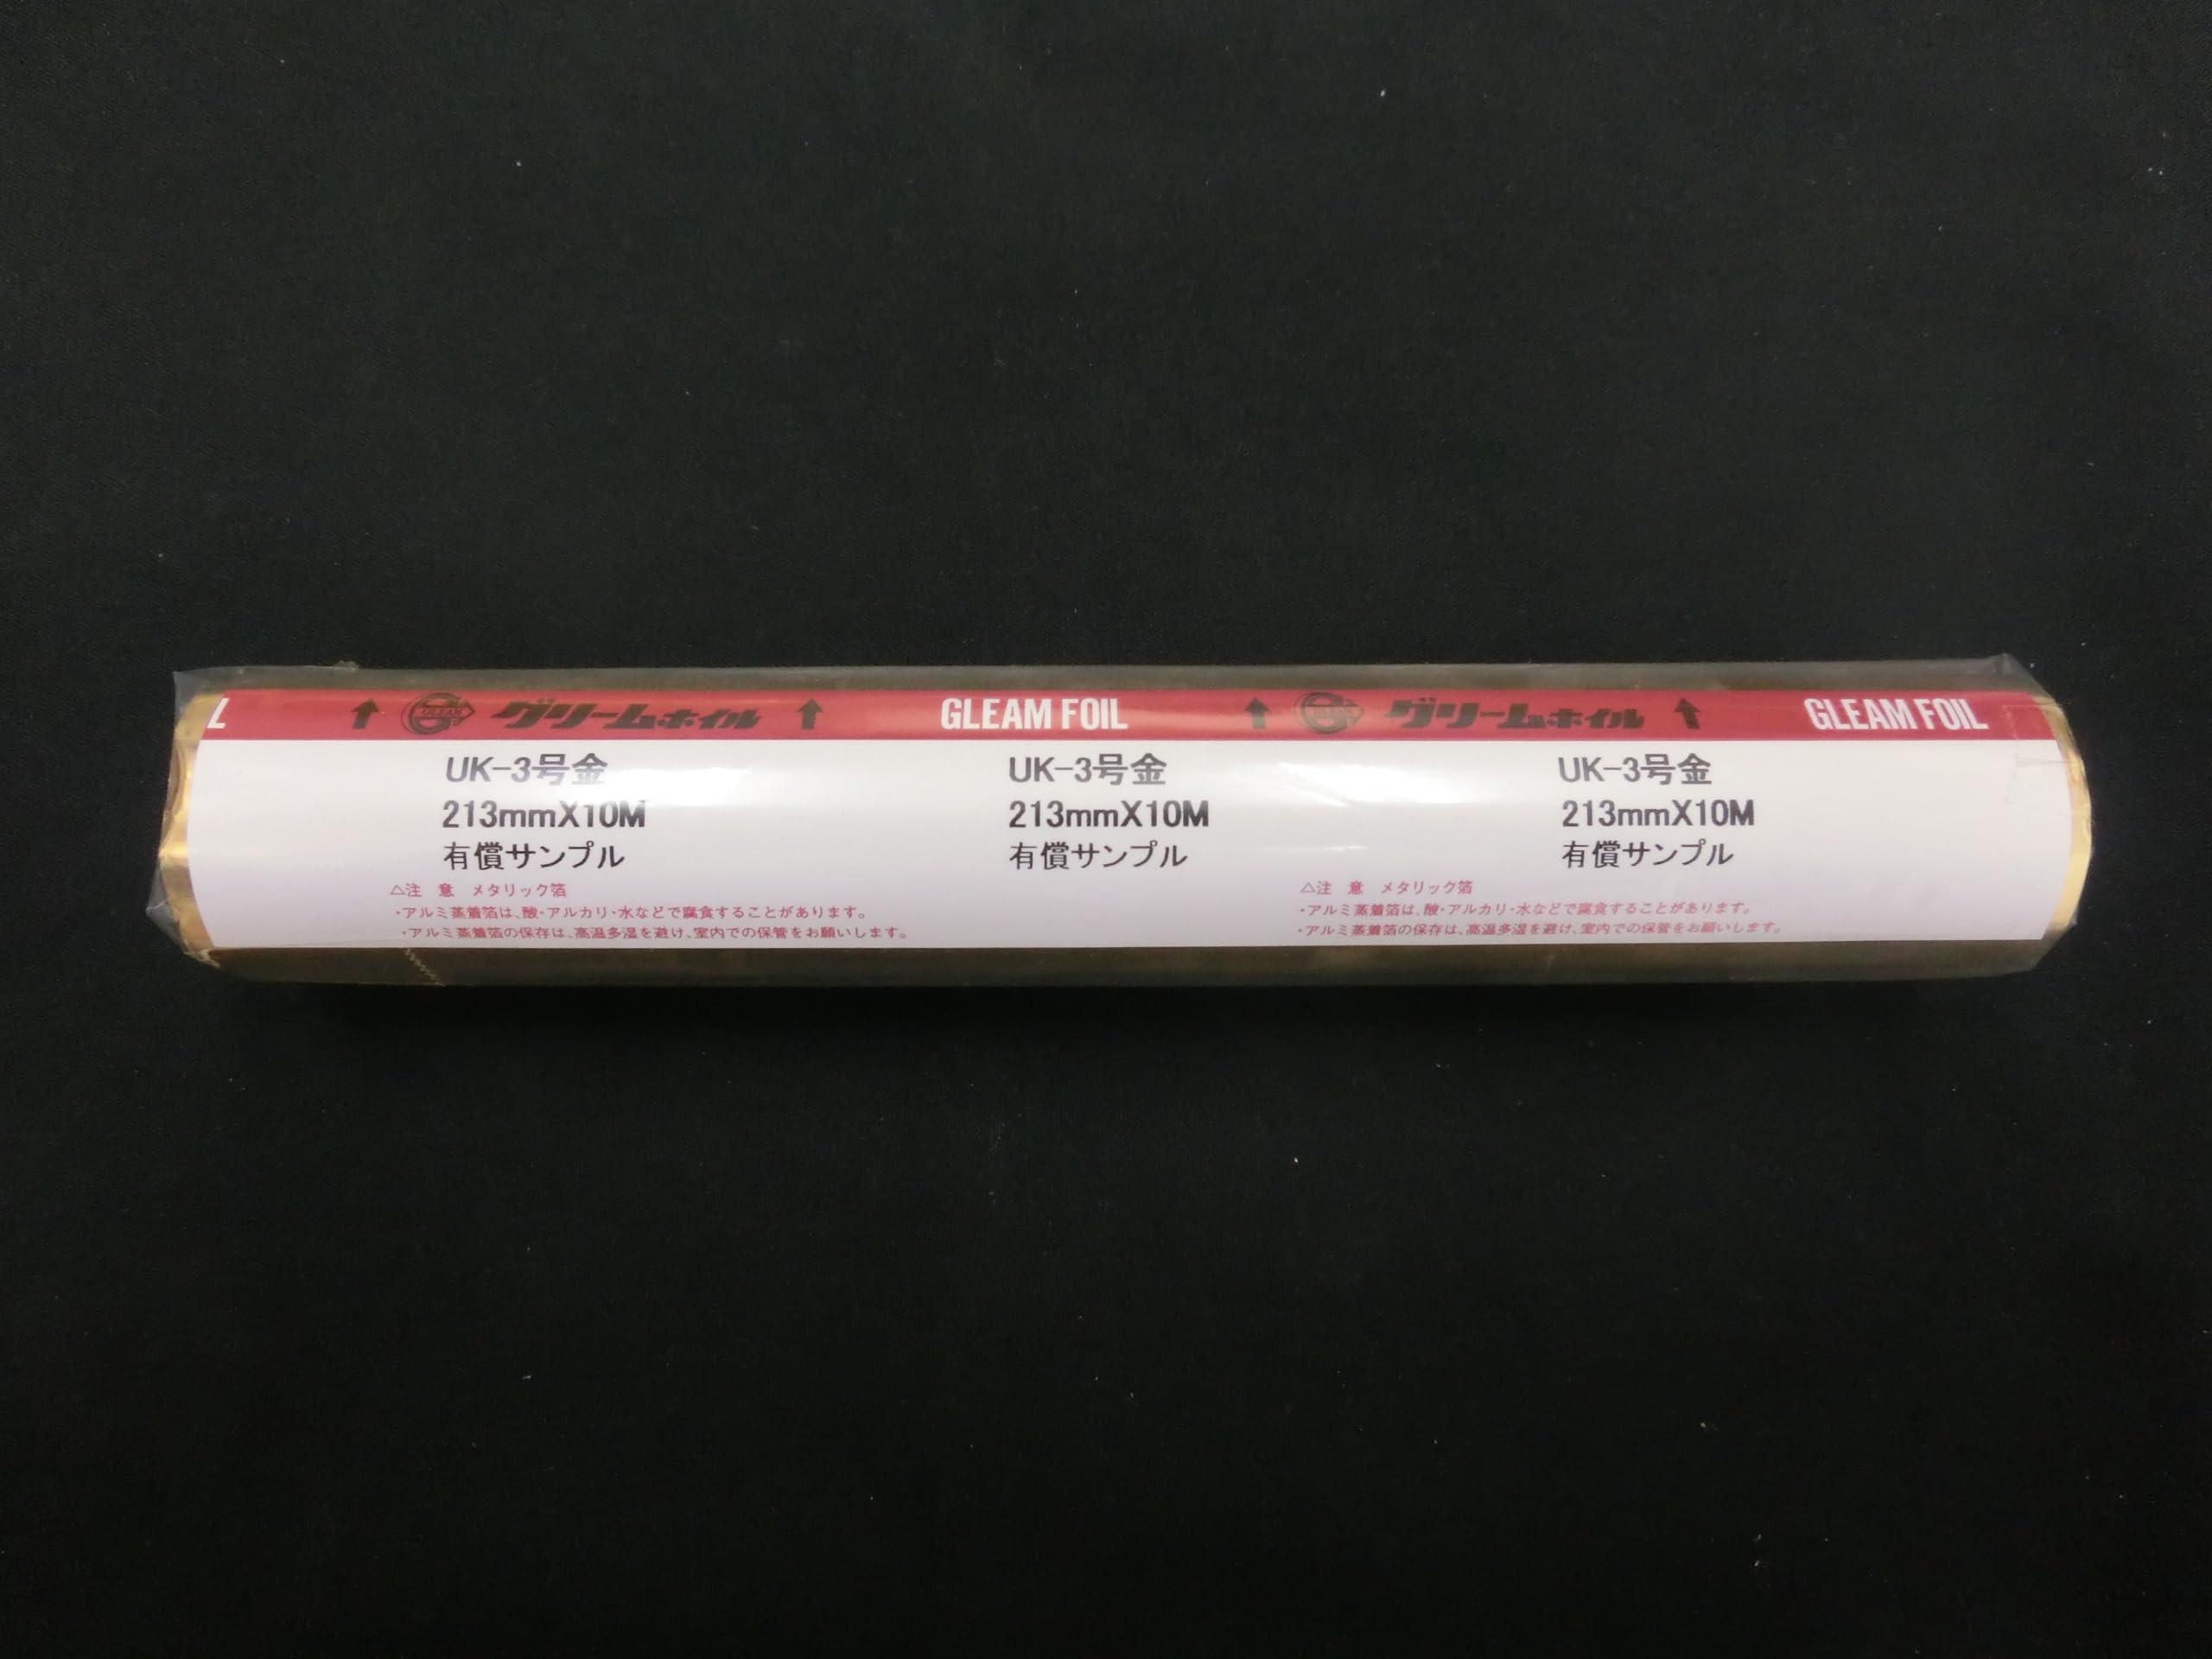 L ↑ GLEAM グリームホイル ↑ GLEAM FOIL ↑ GLEAM グリームホイル ↑ GLEAM FOIL
UK-3号金 UK-3号金 UK-3号金
213mmX10M 213mmX10M 213mmX10M
有償サンプル 有償サンプル 有償サンプル
△注 意 メタリック箔 △注 意 メタリック箔
・アルミ蒸着箔は、酸・アルカリ・水などで腐食することがあります。 ・アルミ蒸着箔は、酸・アルカリ・水などで腐食することがあります。
・アルミ蒸着箔の保存は、高温多湿を避け、室内での保管をお願いします。 ・アルミ蒸着箔の保存は、高温多湿を避け、室内での保管をお願いします。